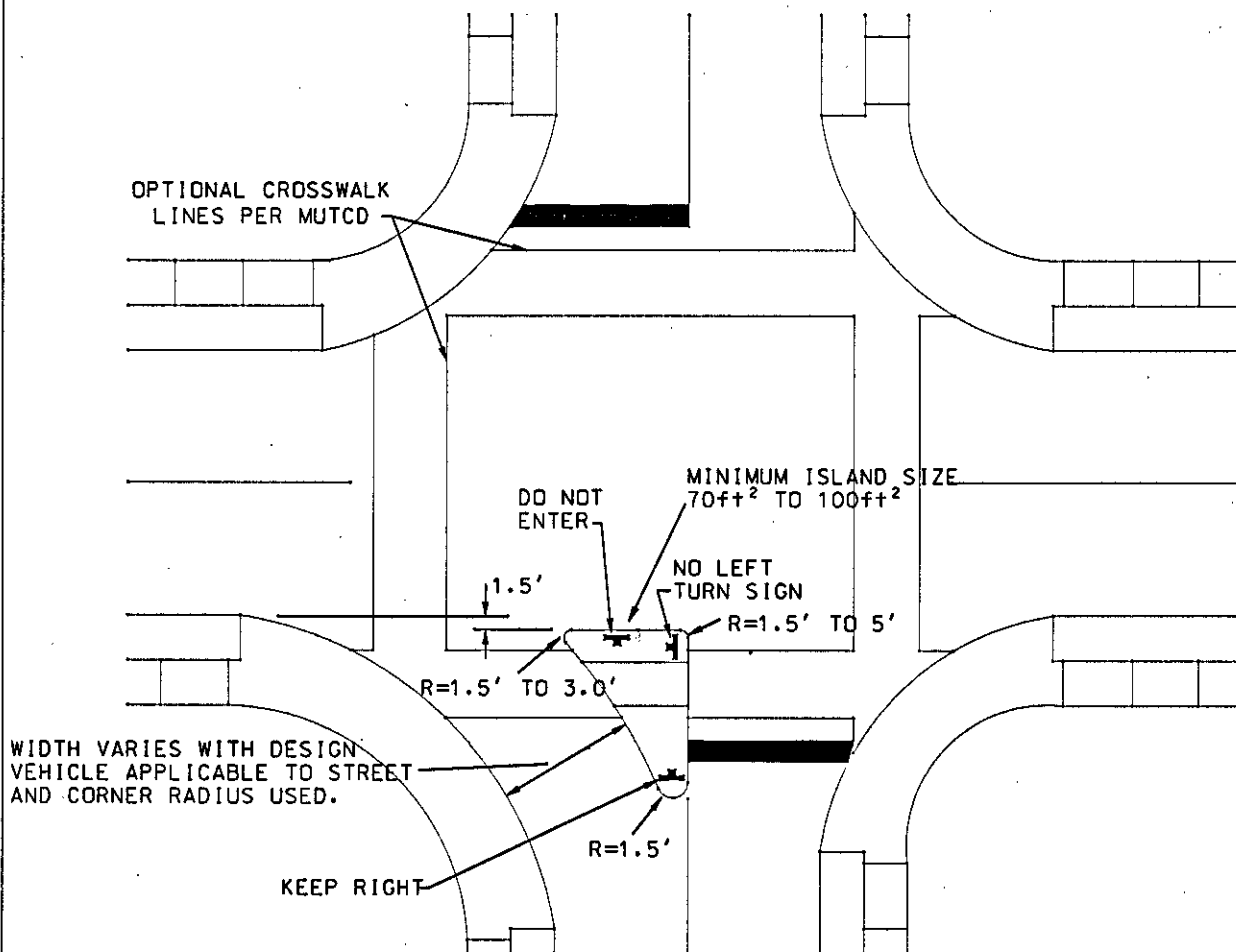 OPTIONAL CROSSWALK
LINES PER MUTCD
MINIMUM ISLAND SIZE
70ft² TO 100ft²
DO NOT
ENTER
NO LEFT
TURN SIGN
1.5'
R=1.5' TO 5'
R=1.5' TO 3.0'
WIDTH VARIES WITH DESIGN
VEHICLE APPLICABLE TO STREET
AND CORNER RADIUS USED.
R=1.5'
KEEP RIGHT